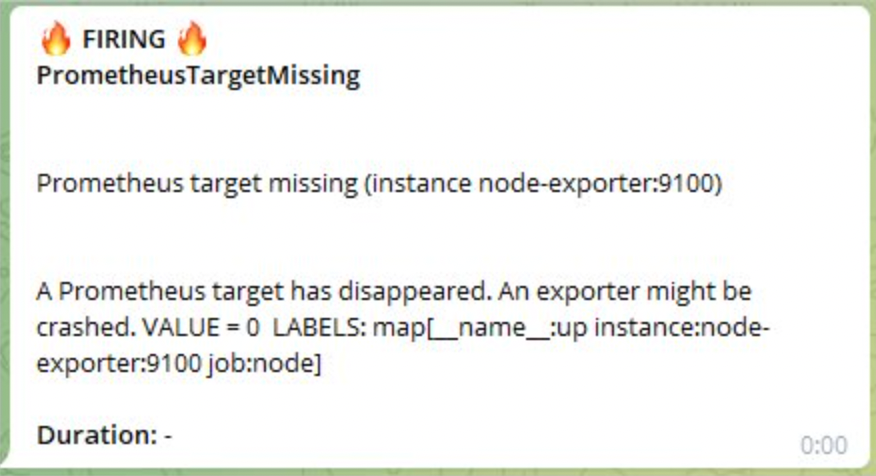 🔥 FIRING 🔥
PrometheusTargetMissing
Prometheus target missing (instance node-exporter:9100)
A Prometheus target has disappeared. An exporter might be
crashed. VALUE = 0  LABELS: map[__name__:up instance:node-
exporter:9100 job:node]
Duration: -
0:00